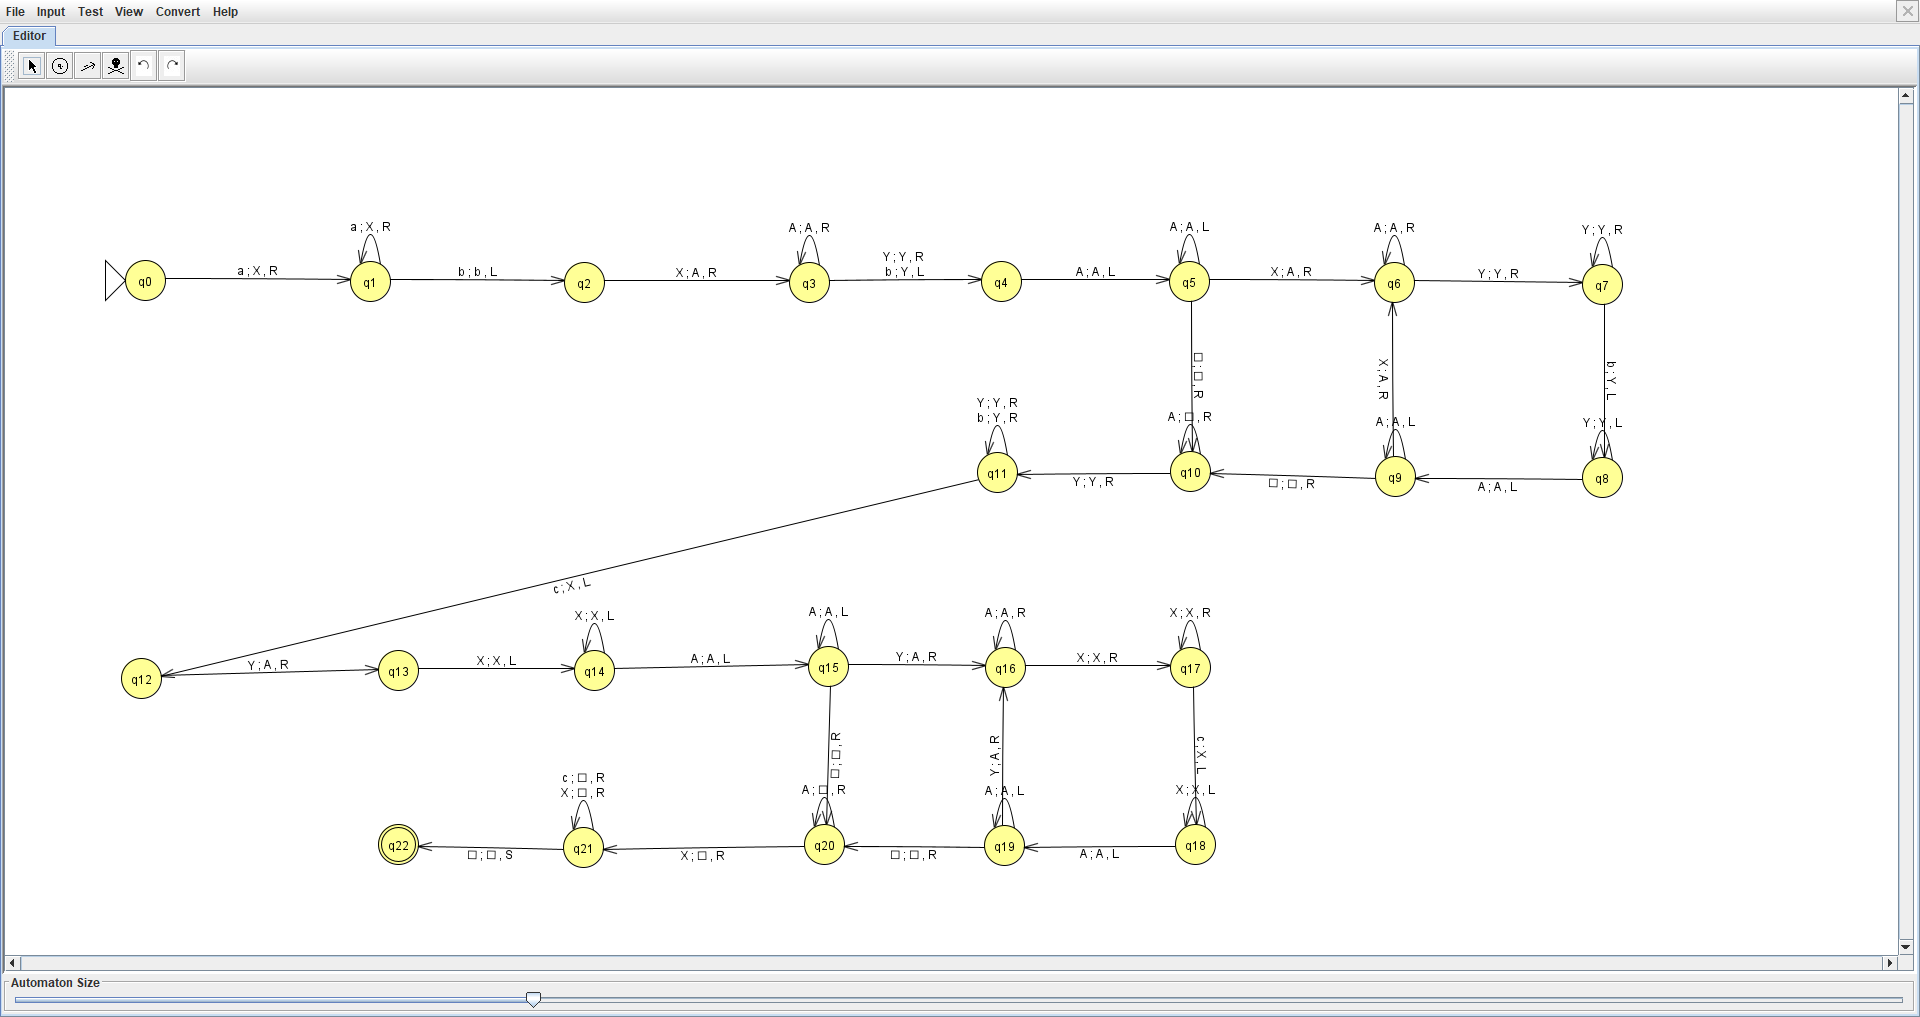 File Input Test View Convert Help
Editor
a ; X , R
A ; A , R
A ; A , L
A ; A , R
Y ; Y , R
q0
a ; X , R
q1
b ; b , L
q2
X ; A , R
q3
Y ; Y , R
b ; Y , L
q4
A ; A , L
q5
X ; A , R
q6
Y ; Y , R
q7
□ ; □ , R
X ; A , R
b ; Y , L
Y ; Y , R
b ; Y , R
A ; □ , R
A ; A , L
Y ; Y , L
q11
Y ; Y , R
q10
□ ; □ , R
q9
A ; A , L
q8
c ; X , L
X ; X , L
A ; A , L
A ; A , R
X ; X , R
q12
Y ; A , R
q13
X ; X , L
q14
A ; A , L
q15
Y ; A , R
q16
X ; X , R
q17
□ ; □ , R
Y ; A , R
c ; X , L
c ; □ , R
X ; □ , R
A ; □ , R
A ; A , L
X ; X , L
q22
□ ; □ , S
q21
X ; □ , R
q20
□ ; □ , R
q19
A ; A , L
q18
Automaton Size